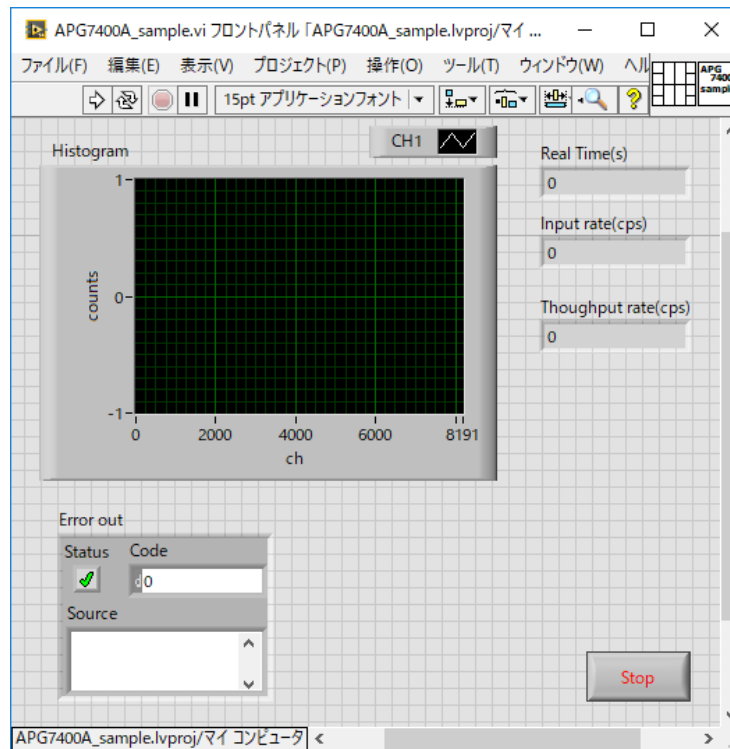 APG7400A_sample.vi フロントパネル「APG7400A_sample.lvproj/マイ ...
ファイル(F) 編集(E) 表示(V) プロジェクト(P) 操作(O) ツール(T) ウィンドウ(W) ヘル
15pt アプリケーションフォント
APG
7400
sample
Histogram
CH1
1
0
-1
counts
0 2000 4000 6000 8191
ch
Real Time(s)
0
Input rate(cps)
0
Thoughput rate(cps)
0
Error out
Status Code
d 0
Source
Stop
APG7400A_sample.lvproj/マイ コンピュータ